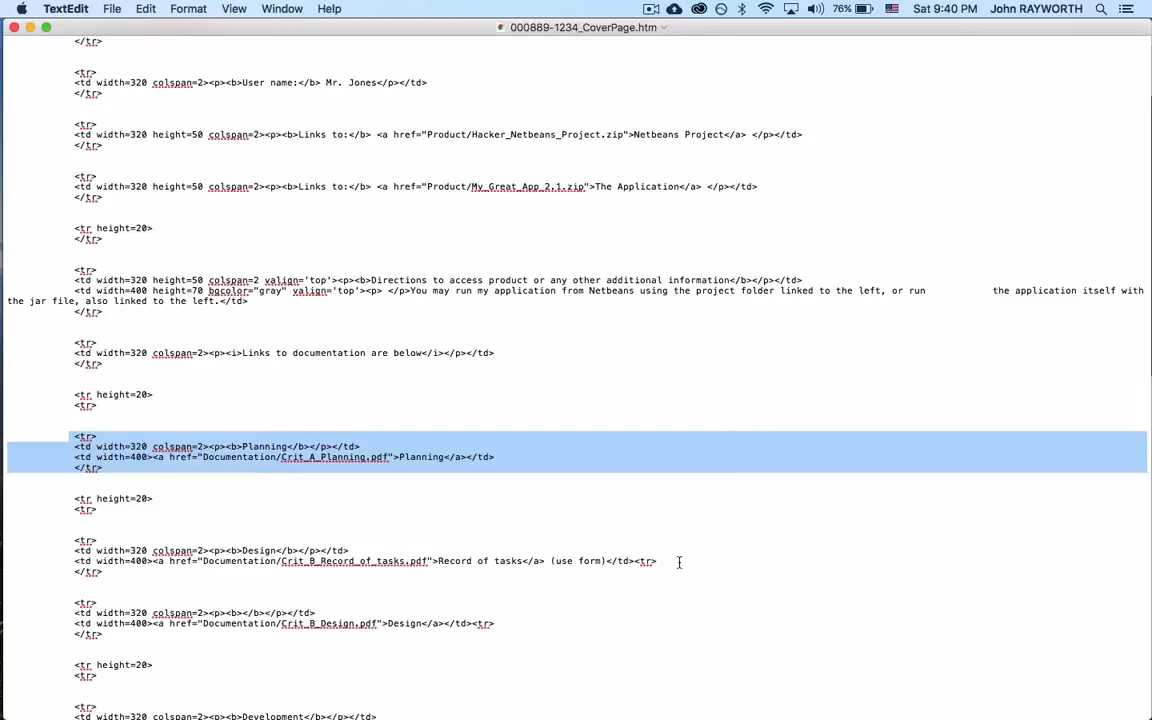 TextEdit File Edit Format View Window Help 76% Sat 9:40 PM John RAYWORTH
000889-1234_CoverPage.htm
</tr>
<tr>
<td width=320 colspan=2><p><b>User name:</b> Mr. Jones</p></td>
</tr>
<tr>
<td width=320 height=50 colspan=2><p><b>Links to:</b> <a href="Product/Hacker_Netbeans_Project.zip">Netbeans Project</a> </p></td>
</tr>
<tr>
<td width=320 height=50 colspan=2><p><b>Links to:</b> <a href="Product/My_Great_App_2.1.zip">The Application</a> </p></td>
</tr>
<tr height=20>
</tr>
<tr>
<td width=320 height=50 colspan=2 valign='top'><p><b>Directions to access product or any other additional information</b></p></td>
<td width=400 height=70 bgcolor="gray" valign='top'><p> </p>You may run my application from Netbeans using the project folder linked to the left, or run the application itself with
the jar file, also linked to the left.</td>
</tr>
<tr>
<td width=320 colspan=2><p><i>Links to documentation are below</i></p></td>
</tr>
<tr height=20>
<tr>
<tr>
<td width=320 colspan=2><p><b>Planning</b></p></td>
<td width=400><a href="Documentation/Crit_A_Planning.pdf">Planning</a></td>
</tr>
<tr height=20>
<tr>
<tr>
<td width=320 colspan=2><p><b>Design</b></p></td>
<td width=400><a href="Documentation/Crit_B_Record_of_tasks.pdf">Record of tasks</a> (use form)</td><tr>
</tr>
<tr>
<td width=320 colspan=2><p><b></b></p></td>
<td width=400><a href="Documentation/Crit_B_Design.pdf">Design</a></td><tr>
</tr>
<tr height=20>
<tr>
<tr>
<td width=320 colspan=2><p><b>Development</b></p></td>